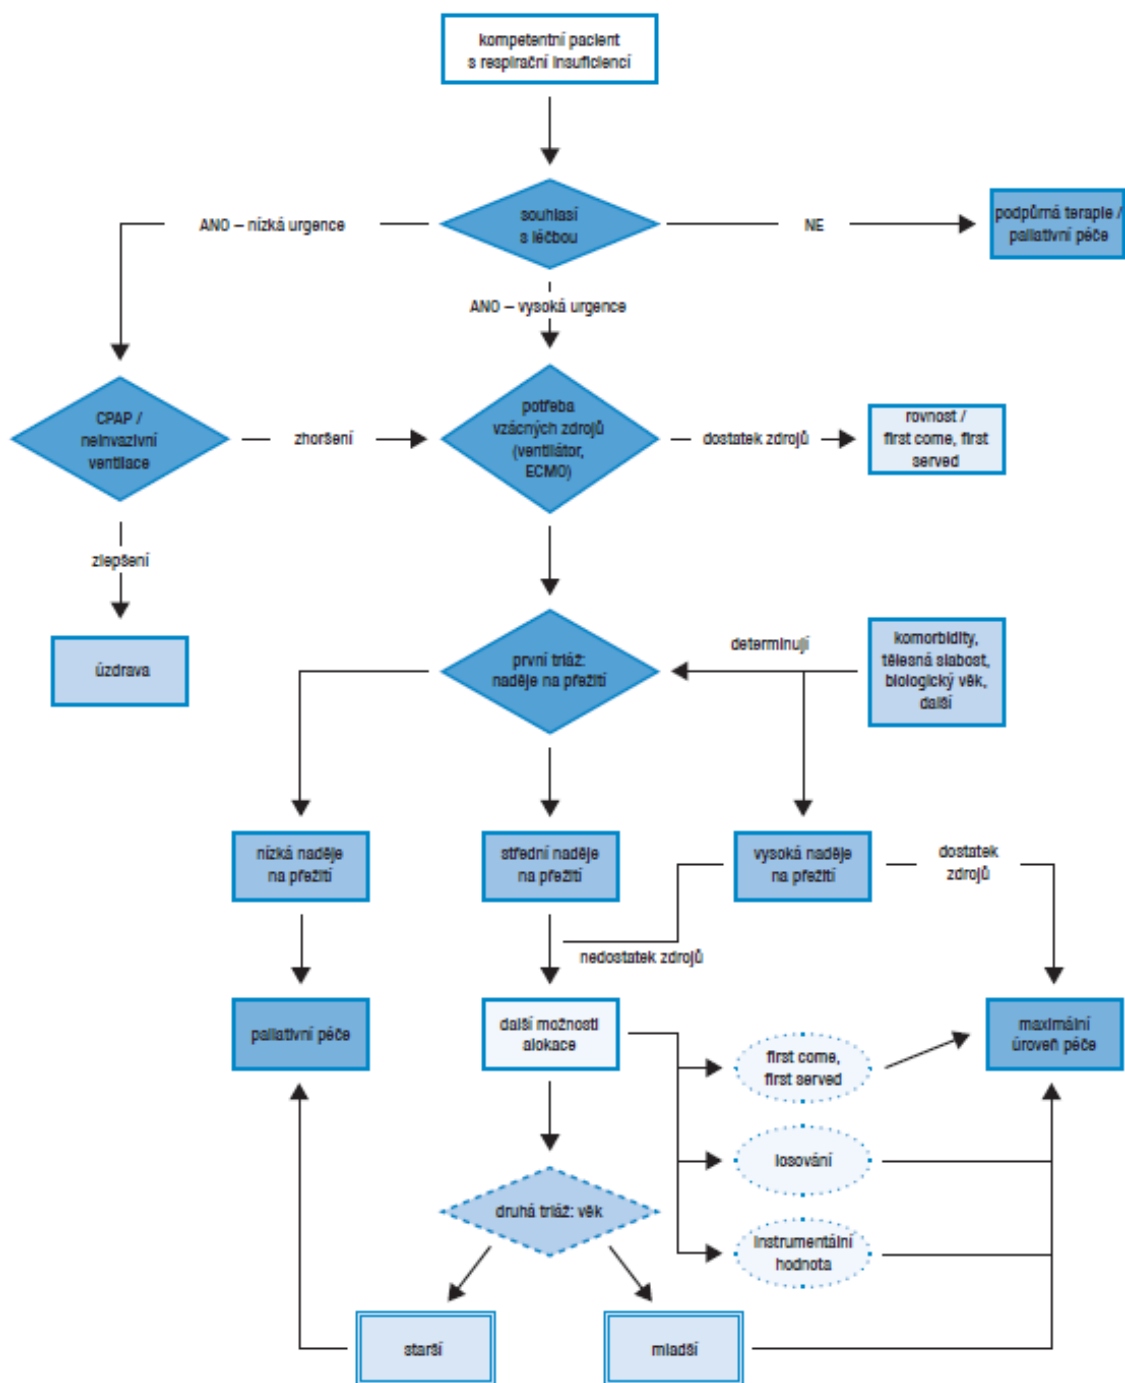 kompetentní pacient
s respirační insuficiencí
ANO – nízká urgence
souhlasí
s léčbou
NE
podpůrná terapie /
paliativní péče
ANO – vysoká urgence
CPAP /
neinvazivní
ventilace
zhoršení
potřeba
vzácných zdrojů
(ventilátor,
ECMO)
dostatek zdrojů
rovnost /
first come, first
served
zlepšení
úzdrava
první triáž:
naděje na přežití
determinují
komorbidity,
tělesná slabost,
biologický věk,
další
nízká naděje
na přežití
střední naděje
na přežití
vysoká naděje
na přežití
dostatek
zdrojů
nedostatek zdrojů
paliativní péče
další možnosti
alokace
first come,
first served
maximální
úroveň péče
losování
druhá triáž: věk
instrumentální
hodnota
starší
mladší